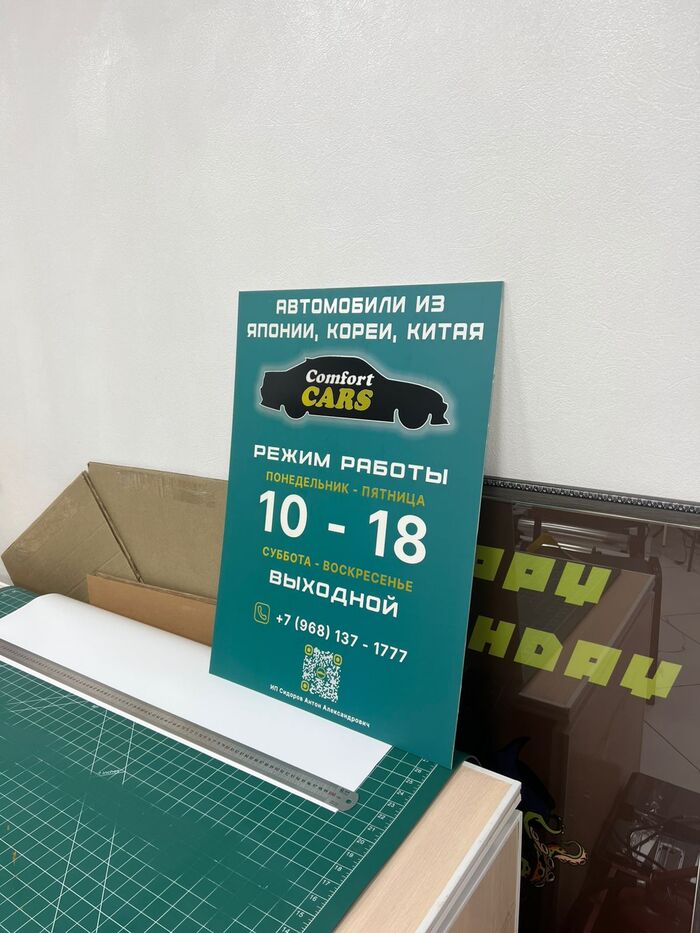 АВТОМОБИЛИ ИЗ
ЯПОНИИ, КОРЕИ, КИТАЯ
Comfort
CARS
РЕЖИМ РАБОТЫ
ПОНЕДЕЛЬНИК - ПЯТНИЦА
10 - 18
СУББОТА - ВОСКРЕСЕНЬЕ
ВЫХОДНОЙ
+7 (968) 137 - 1777
ИП Сидоров Антон Александрович